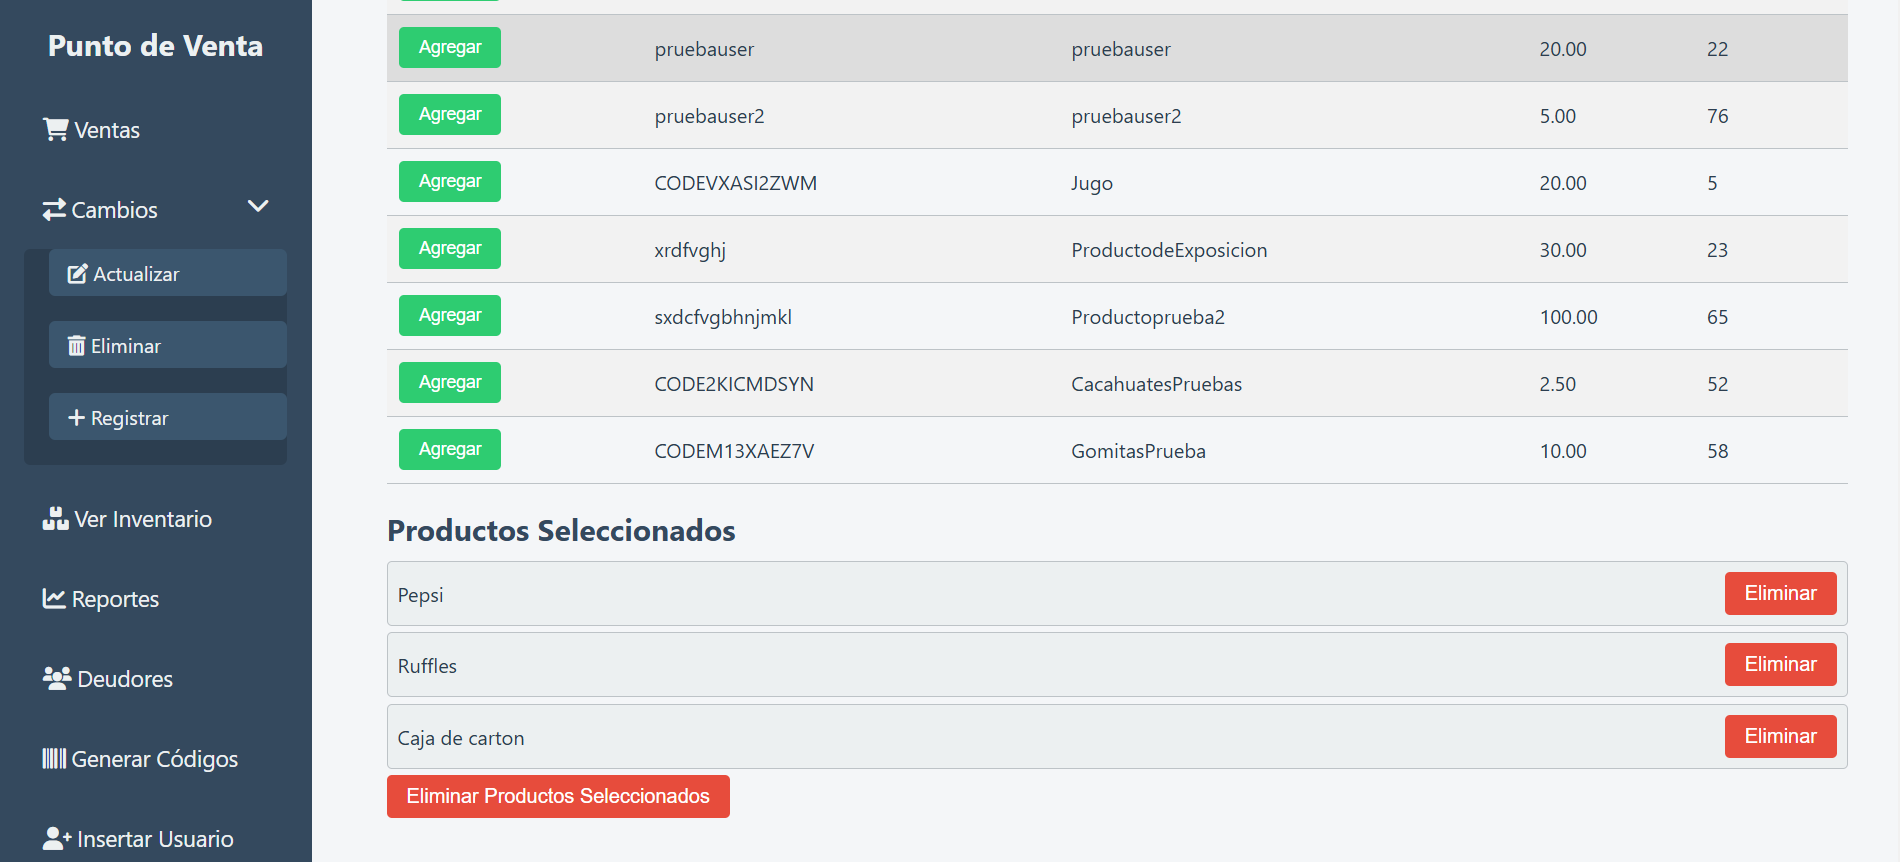 Punto de Venta
Ventas
Cambios
Actualizar
Eliminar
Registrar
Ver Inventario
Reportes
Deudores
Generar Códigos
Insertar Usuario
Agregar pruebauser pruebauser 20.00 22
Agregar pruebauser2 pruebauser2 5.00 76
Agregar CODEVXASI2ZWM Jugo 20.00 5
Agregar xrdfvghj ProductodeExposicion 30.00 23
Agregar sxdcfvgbhnjmkl Productoprueba2 100.00 65
Agregar CODE2KICMDSYN CacahuatesPruebas 2.50 52
Agregar CODEM13XAEZ7V GomitasPrueba 10.00 58
Productos Seleccionados
Pepsi Eliminar
Ruffles Eliminar
Caja de carton Eliminar
Eliminar Productos Seleccionados